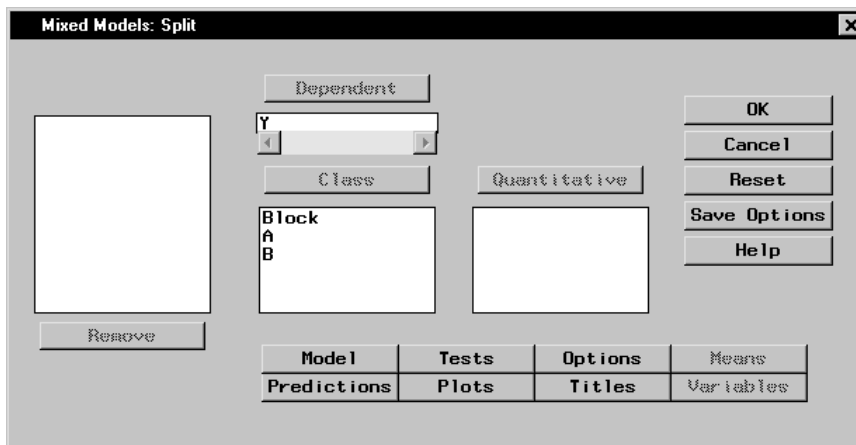 Mixed Models: Split
Dependent
Y
Class
Quantitative
Block
A
B
Remove
OK
Cancel
Reset
Save Options
Help
Model Tests Options Means
Predictions Plots Titles Variables